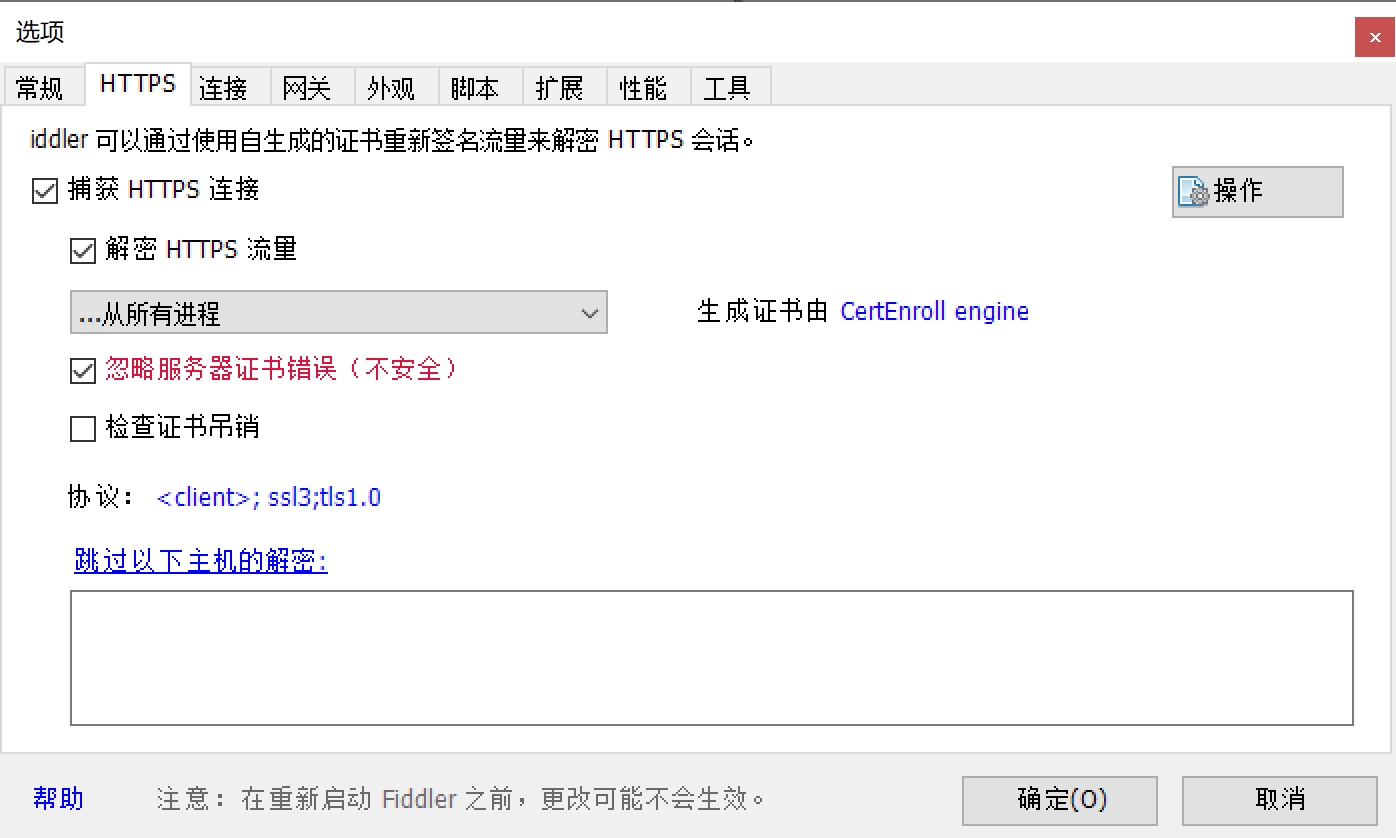 选项
常规 HTTPS 连接 网关 外观 脚本 扩展 性能 工具
iddler 可以通过使用自生成的证书重新签名流量来解密 HTTPS 会话。
捕获 HTTPS 连接 操作
解密 HTTPS 流量
...从所有进程 生成证书由 CertEnroll engine
忽略服务器证书错误（不安全）
检查证书吊销
协议： <client>; ssl3;tls1.0
跳过以下主机的解密:
帮助 注意：在重新启动 Fiddler 之前，更改可能不会生效。 确定(O) 取消